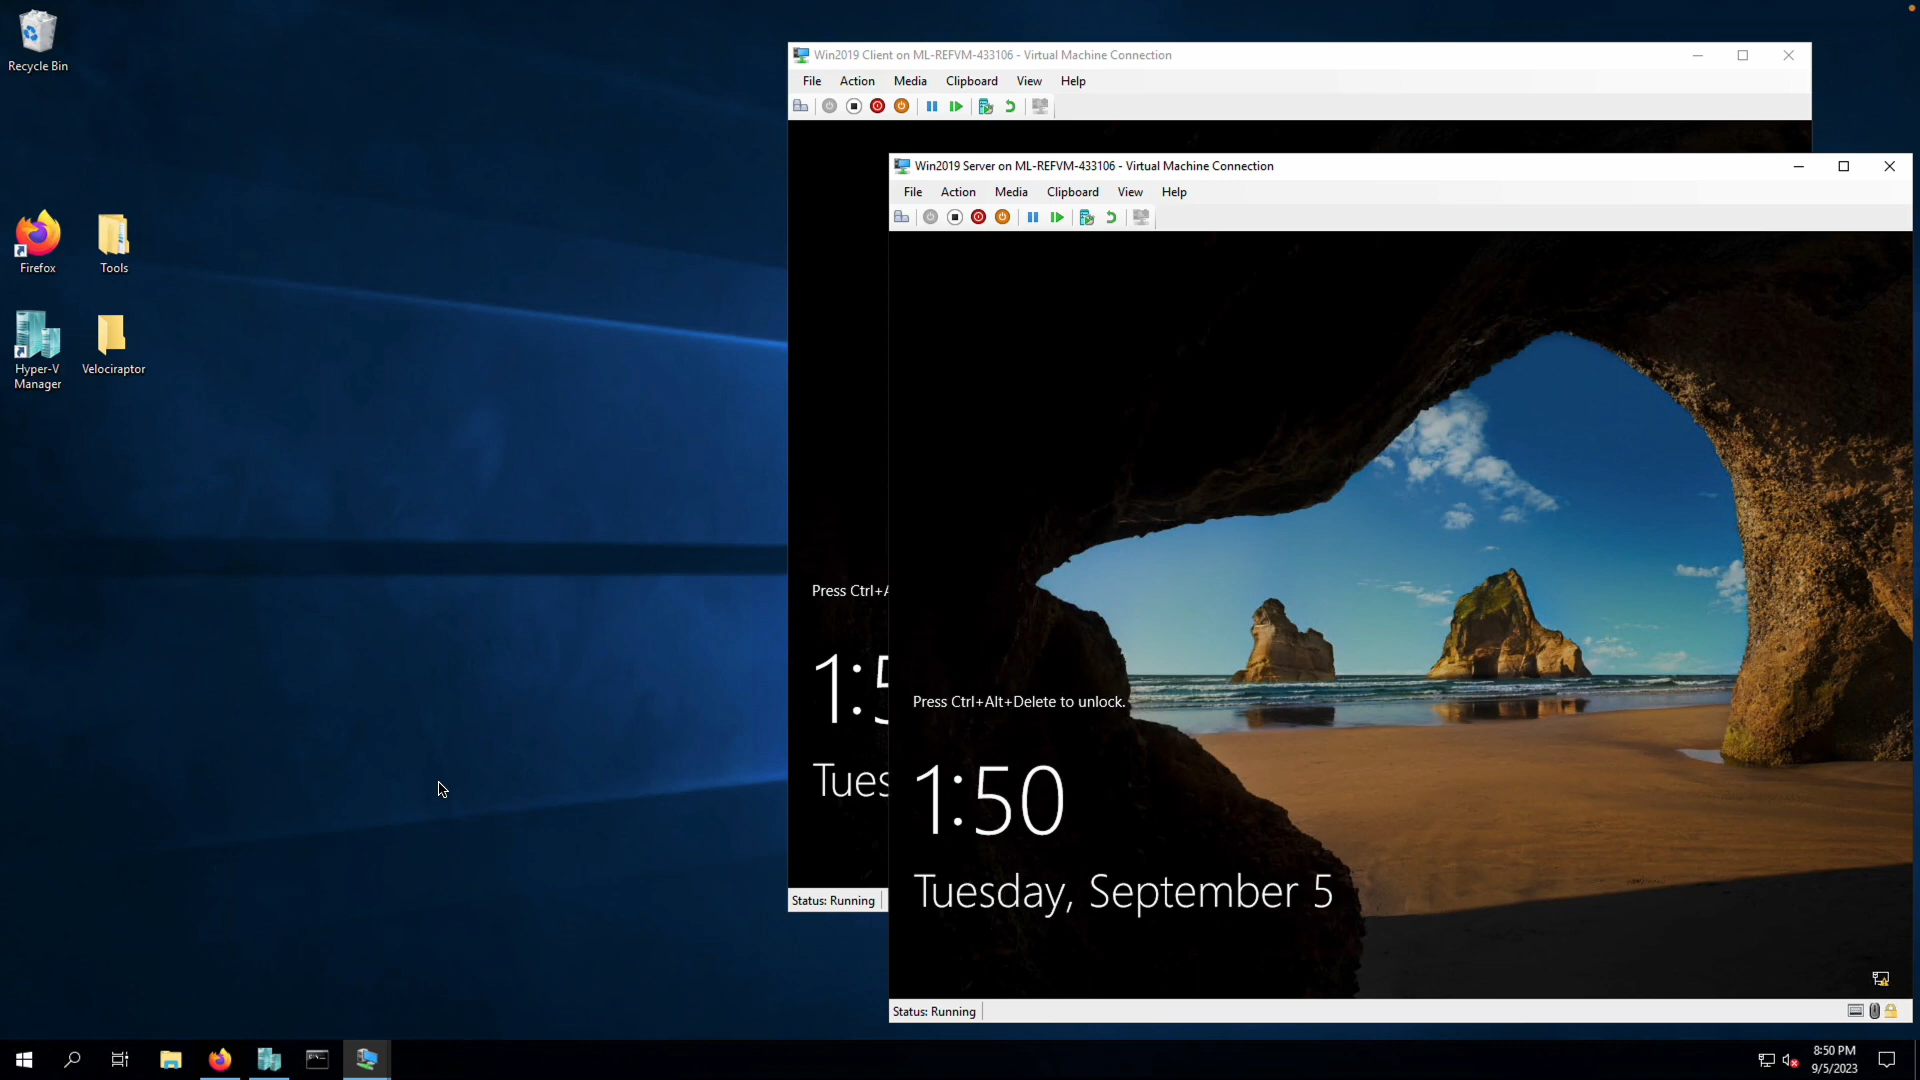 Recycle Bin
Firefox
Tools
Hyper-V
Manager
Velociraptor
Win2019 Client on ML-REFVM-433106 - Virtual Machine Connection
File Action Media Clipboard View Help
Press Ctrl+A
1:5
Tues
Status: Running
Win2019 Server on ML-REFVM-433106 - Virtual Machine Connection
File Action Media Clipboard View Help
Press Ctrl+Alt+Delete to unlock.
1:50
Tuesday, September 5
Status: Running
8:50 PM
9/5/2023